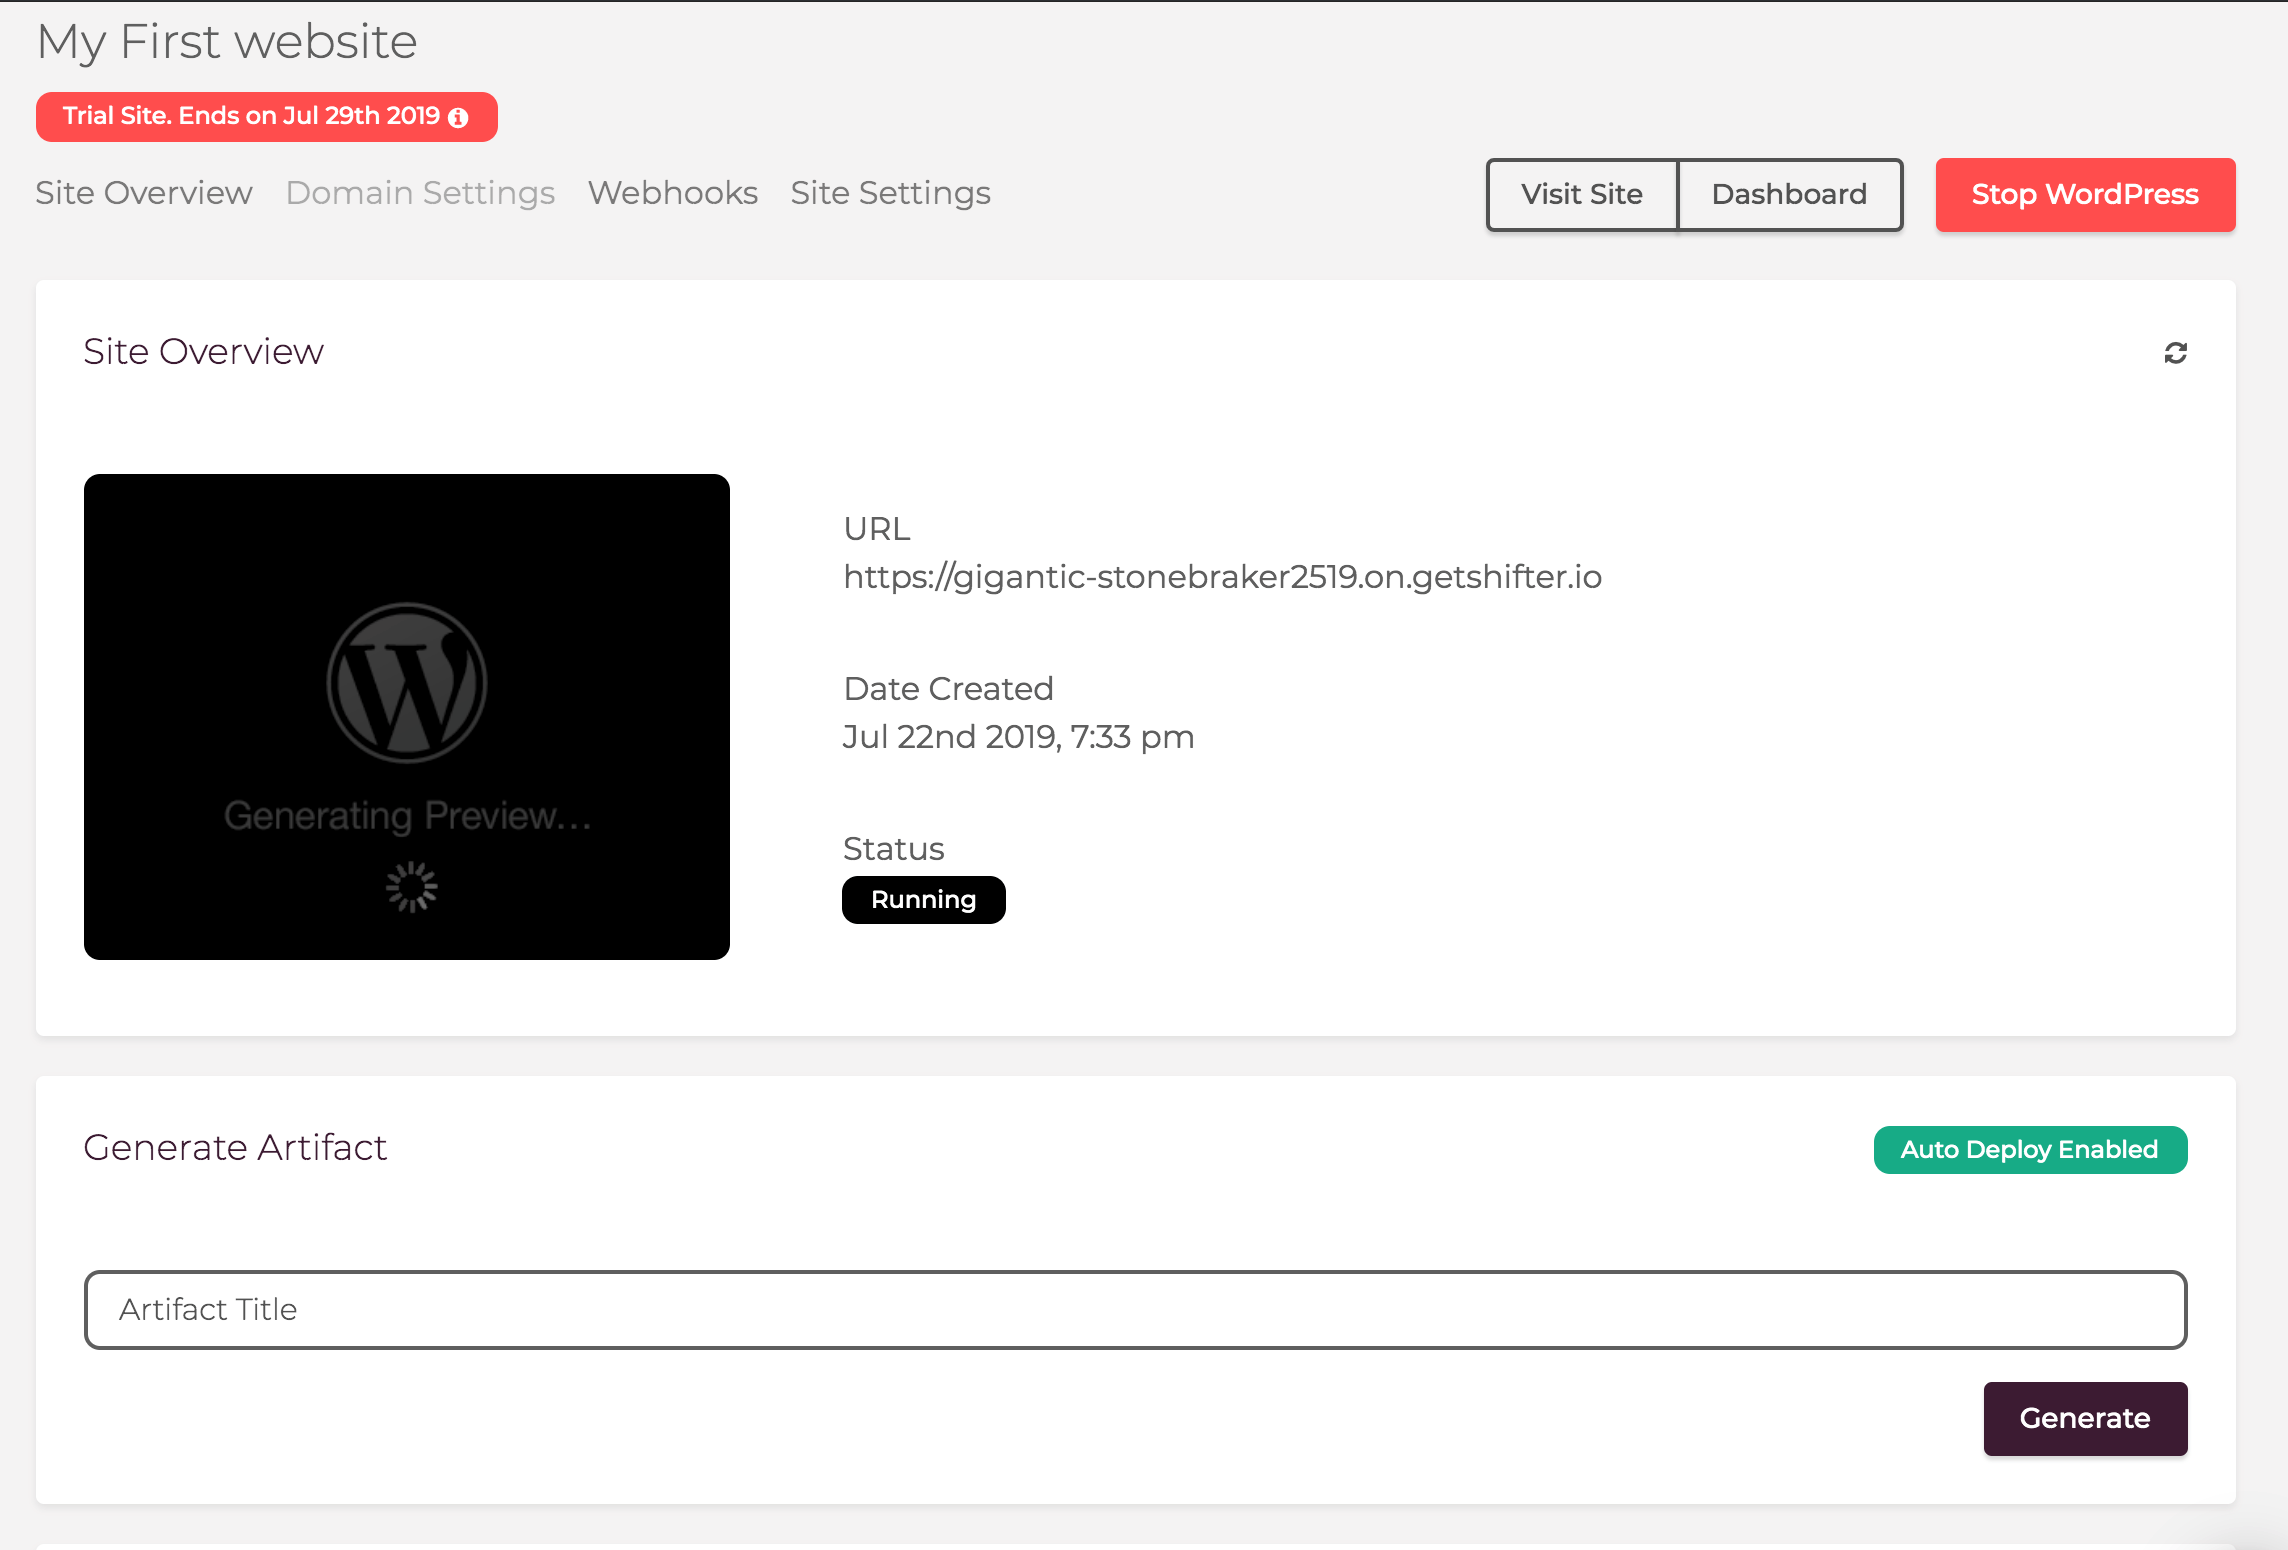 My First website
Trial Site. Ends on Jul 29th 2019
Site Overview Domain Settings Webhooks Site Settings
Visit Site Dashboard Stop WordPress
Site Overview
Generating Preview...
URL
https://gigantic-stonebraker2519.on.getshifter.io
Date Created
Jul 22nd 2019, 7:33 pm
Status
Running
Generate Artifact
Auto Deploy Enabled
Artifact Title
Generate